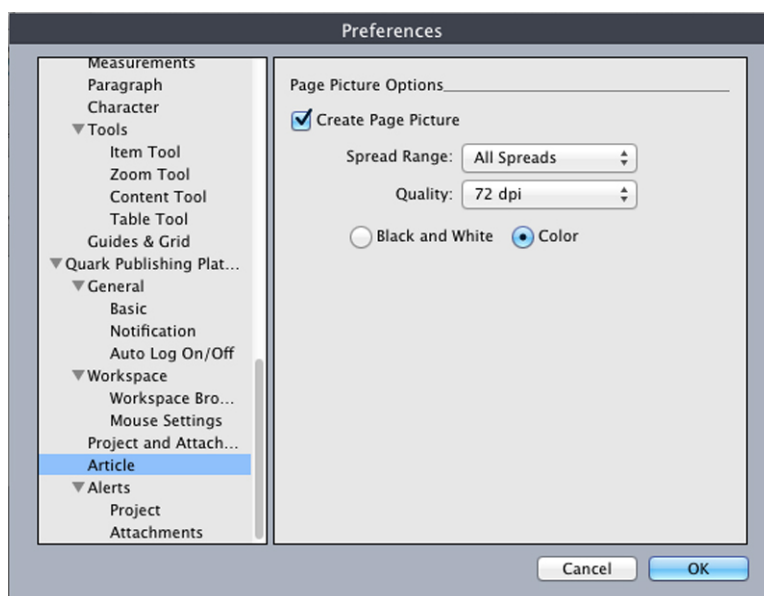 Preferences
Measurements
Paragraph
Character
Tools
Item Tool
Zoom Tool
Content Tool
Table Tool
Guides & Grid
Quark Publishing Plat...
General
Basic
Notification
Auto Log On/Off
Workspace
Workspace Bro...
Mouse Settings
Project and Attach...
Article
Alerts
Project
Attachments
Page Picture Options
Create Page Picture
Spread Range: All Spreads
Quality: 72 dpi
Black and White Color
Cancel OK